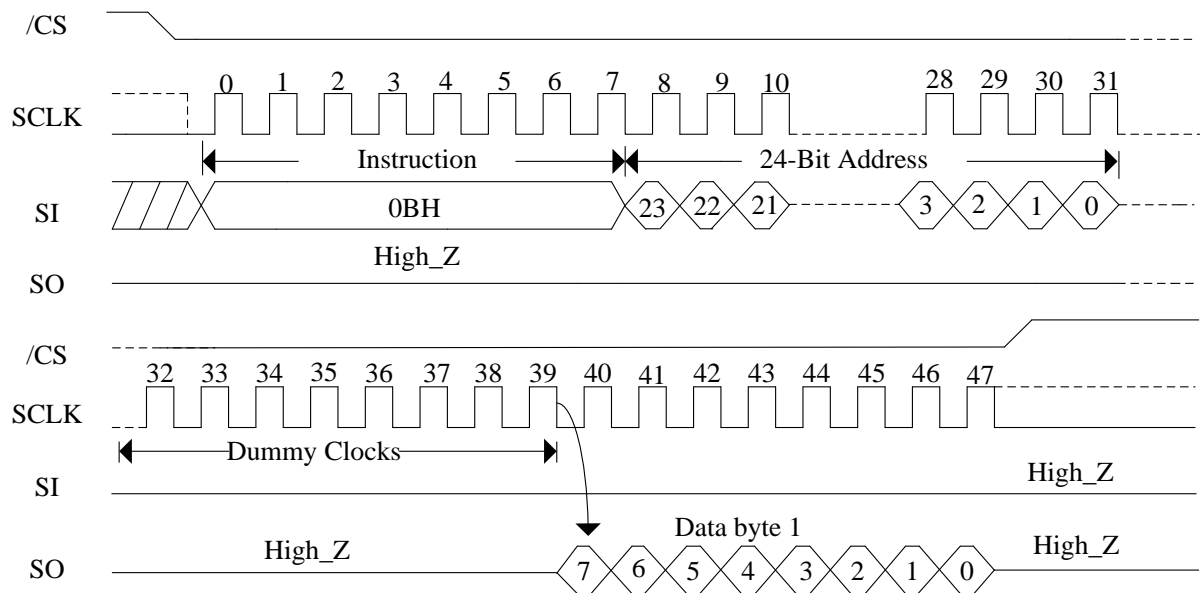 /CS
0 1 2 3 4 5 6 7 8 9 10 28 29 30 31
SCLK
Instruction 24-Bit Address
SI 0BH 23 22 21 3 2 1 0
High_Z
SO
/CS
32 33 34 35 36 37 38 39 40 41 42 43 44 45 46 47
SCLK
Dummy Clocks
SI High_Z
High_Z Data byte 1 High_Z
SO 7 6 5 4 3 2 1 0